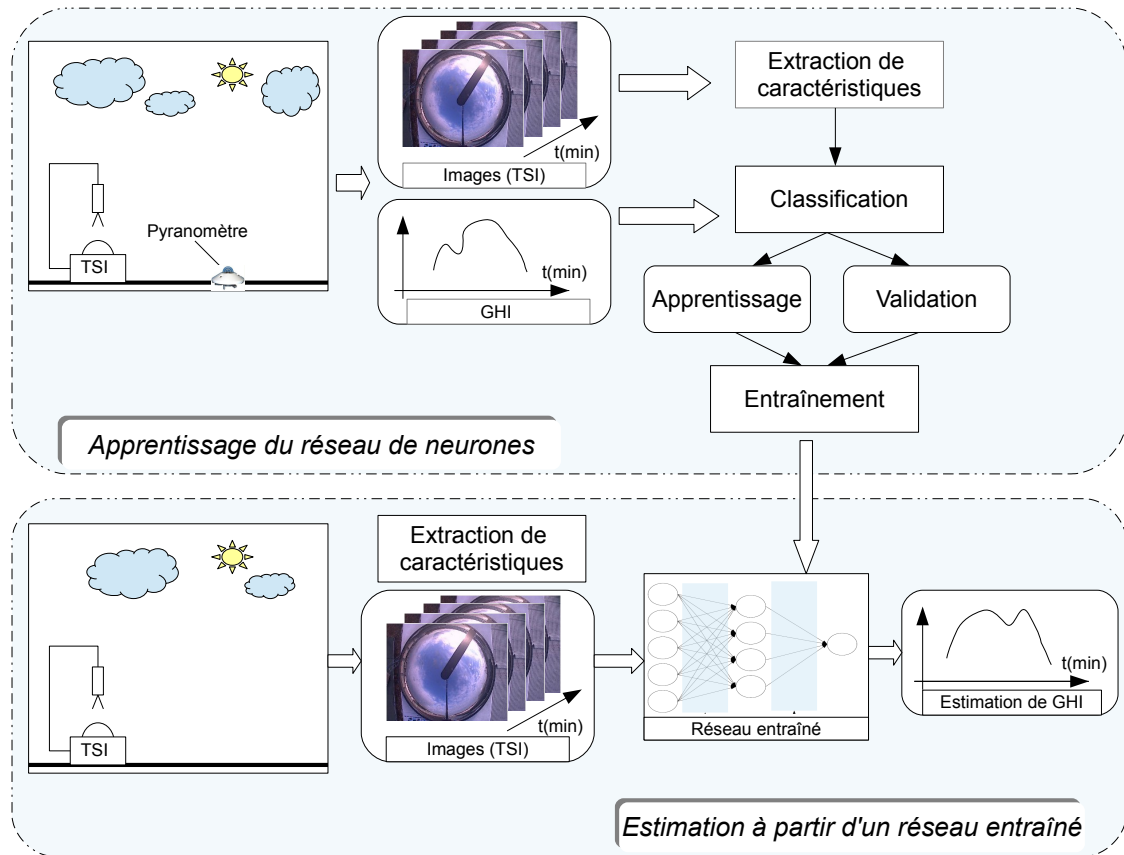 Extraction de
caractéristiques
t(min)
Images (TSI)
Classification
Pyranomètre
TSI
t(min)
GHI
Apprentissage
Validation
Entraînement
Apprentissage du réseau de neurones
Extraction de
caractéristiques
TSI
t(min)
Images (TSI)
Réseau entraîné
t(min)
Estimation de GHI
Estimation à partir d'un réseau entraîné